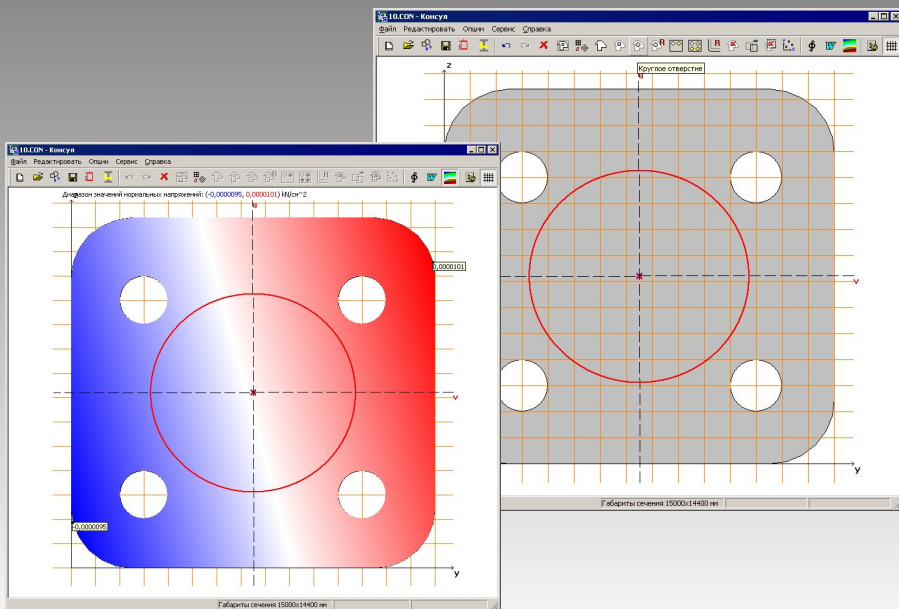 10.CON - Консул
Файл Редактировать Опции Сервис Справка
Круглое отверстие
z
u
v
y
Габариты сечения 15000x14400 мм
10.CON - Консул
Файл Редактировать Опции Сервис Справка
Диапазон значений нормальных напряжений: (-0,0000095, 0,0000101) kN/см^2
u
0,0000101
v
-0,0000095
y
Габариты сечения 15000x14400 мм